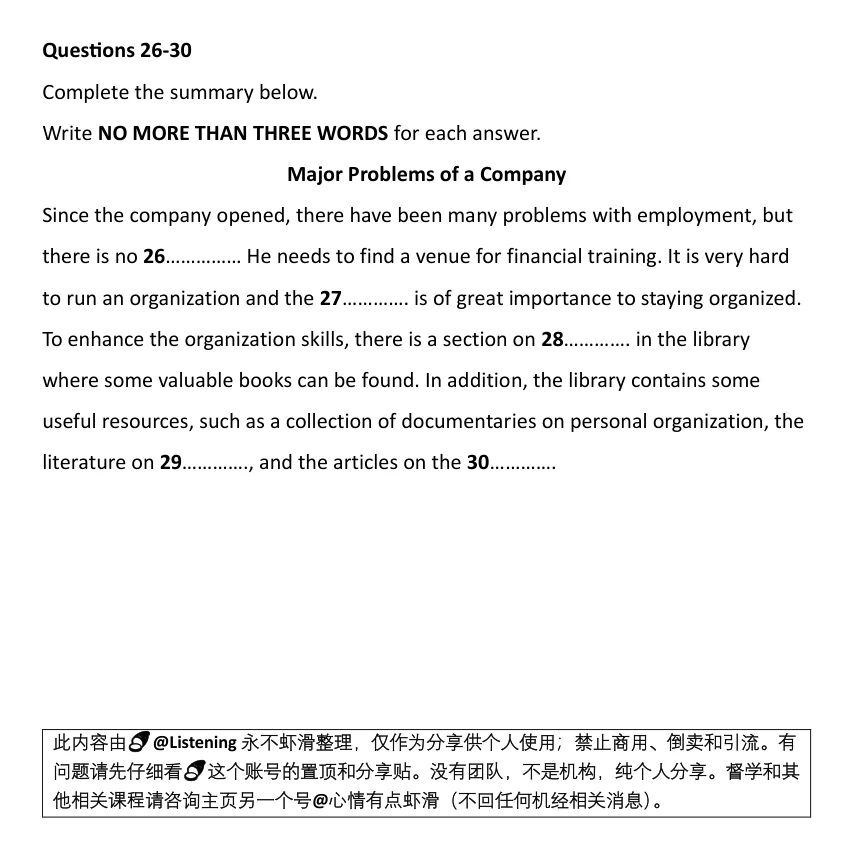 Questions 26-30
Complete the summary below.
Write NO MORE THAN THREE WORDS for each answer.
Major Problems of a Company
Since the company opened, there have been many problems with employment, but
there is no 26.............. He needs to find a venue for financial training. It is very hard
to run an organization and the 27............. is of great importance to staying organized.
To enhance the organization skills, there is a section on 28............. in the library
where some valuable books can be found. In addition, the library contains some
useful resources, such as a collection of documentaries on personal organization, the
literature on 29............., and the articles on the 30.............
此内容由@Listening 永不虾滑整理，仅作为分享供个人使用；禁止商用、倒卖和引流。有
问题请先仔细看这个账号的置顶和分享贴。没有团队，不是机构，纯个人分享。督学和其
他相关课程请咨询主页另一个号@心情有点虾滑（不回任何机经相关消息）。